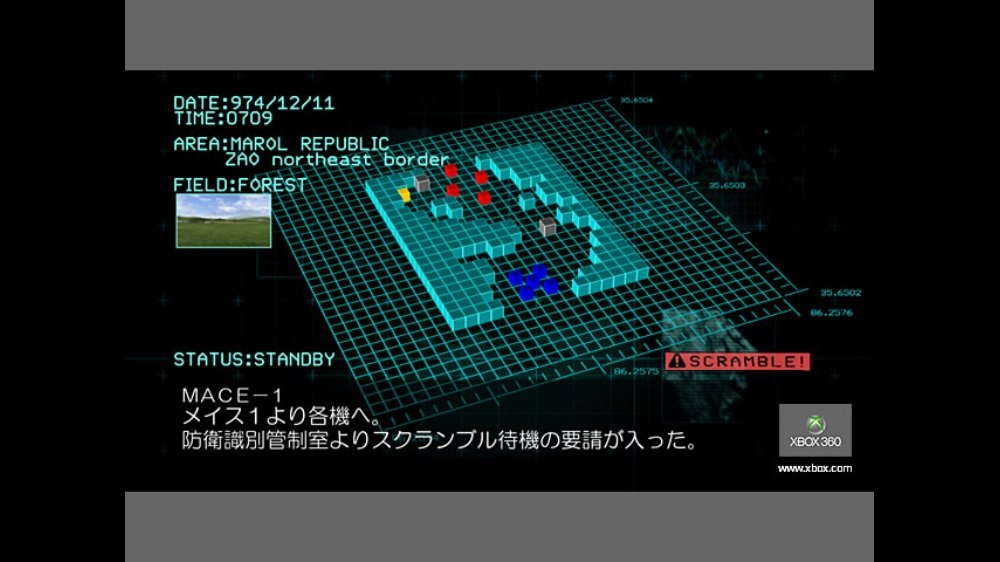 DATE:974/12/11
TIME:0709
AREA:MAROL REPUBLIC
ZAO northeast border
FIELD:FOREST
35.6504
35.6503
35.6502
86.2576
86.2575
STATUS:STANDBY
SCRAMBLE!
MACE-1
メイス1より各機へ。
防衛識別管制室よりスクランブル待機の要請が入った。
XBOX 360
www.xbox.com